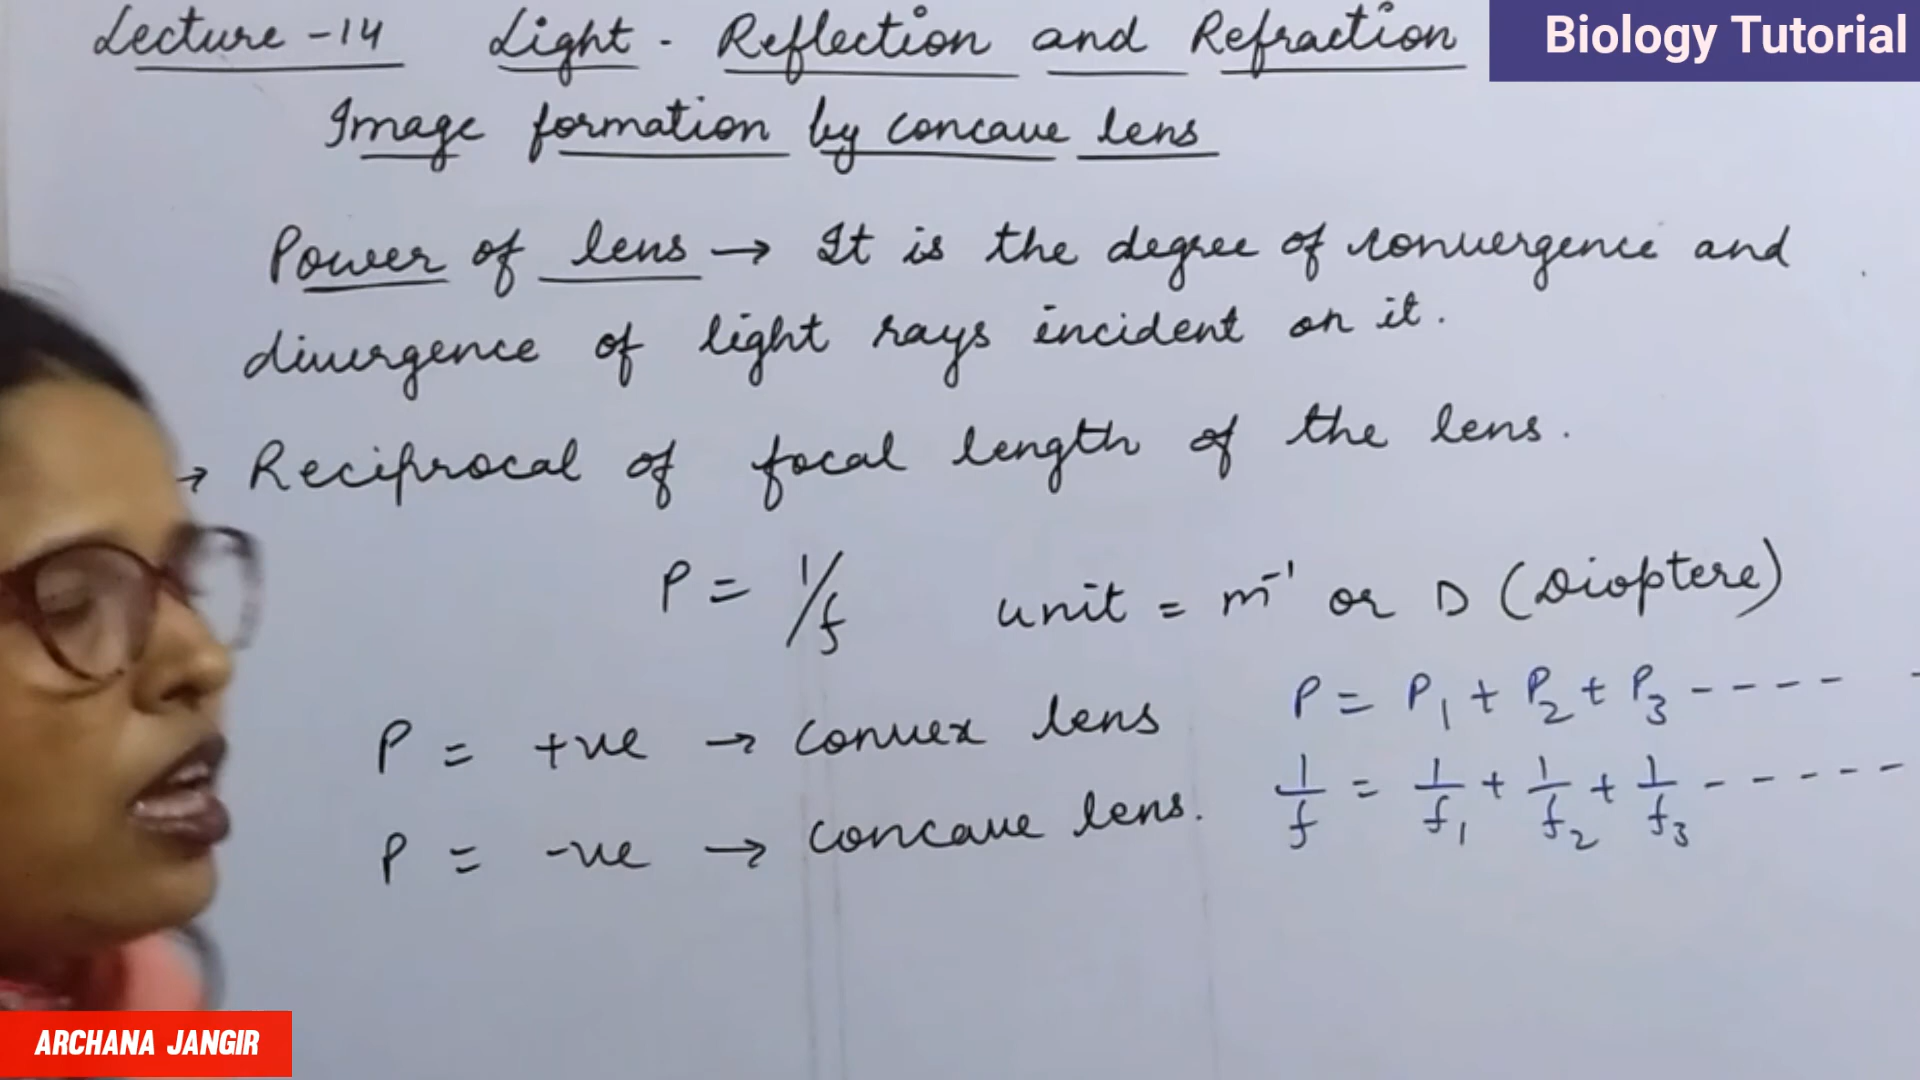 Lecture -14 Light - Reflection and Refraction
Biology Tutorial
Image formation by concave lens
Power of lens → It is the degree of convergence and
divergence of light rays incident on it.
→ Reciprocal of focal length of the lens.
P = 1/f unit = m⁻¹ or D (Dioptere)
P = P₁ + P₂ + P₃ - - - - -
P = +ve → convex lens
1/f = 1/f₁ + 1/f₂ + 1/f₃ - - - - -
P = -ve → concave lens.
ARCHANA JANGIR